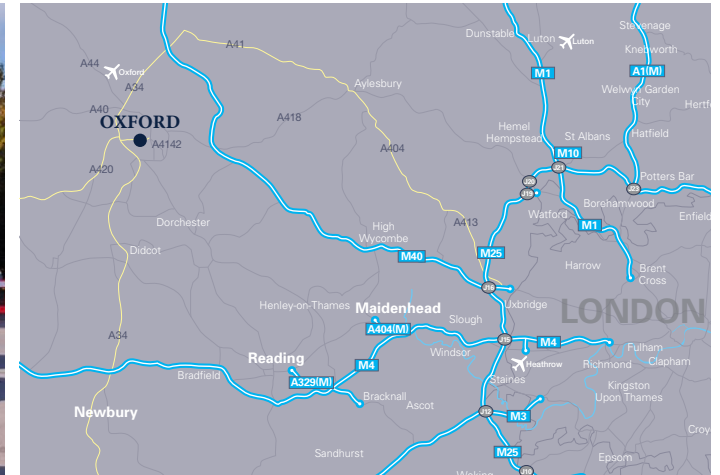 Stevenage
Dunstable
Luton
Luton
A41
Knebworth
A44
Oxford
M1
A1(M)
A34
Aylesbury
Welwyn Garden
City
A40
OXFORD
A418
Hemel
Hempstead
St Albans
Hatfield
A4142
A404
M10
A420
J21
Potters Bar
J20
J19
J23
Borehamwood
Dorchester
High
Wycombe
A413
Watford
M1
Enfield
Didcot
M40
M25
Harrow
Brent
Cross
J16
Henley-on-Thames
Maidenhead
Uxbridge
LONDON
A404(M)
Slough
A34
J15
M4
Fulham
Reading
Windsor
Heathrow
Richmond
Clapham
M4
Bradfield
A329(M)
Staines
Kingston
Upon Thames
Bracknell
Ascot
Newbury
J12
M3
Sandhurst
M25
Epsom
J10